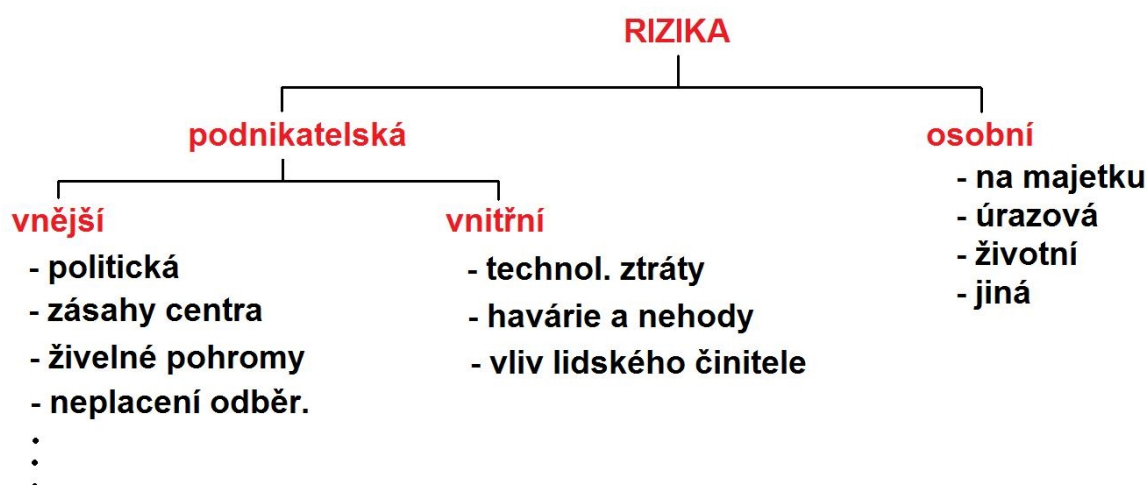 RIZIKA
podnikatelská
osobní
- na majetku
- úrazová
- životní
- jiná
vnější
- politická
- zásahy centra
- živelné pohromy
- neplacení odběr.
vnitřní
- technol. ztráty
- havárie a nehody
- vliv lidského činitele